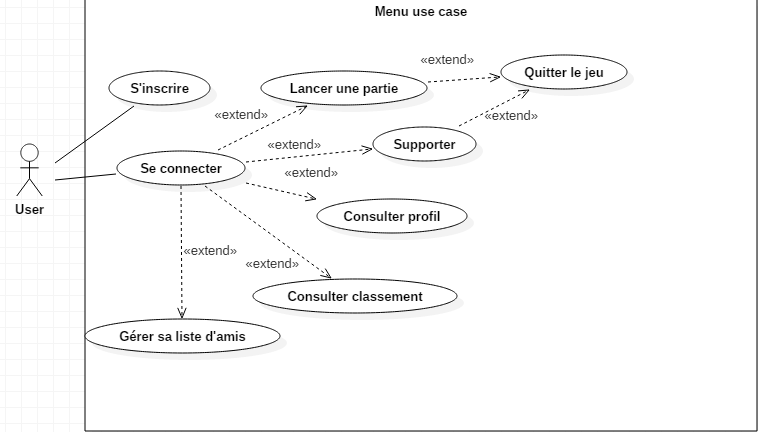 Menu use case
«extend»
Quitter le jeu
S'inscrire
Lancer une partie
«extend»
«extend»
«extend»
Supporter
Se connecter
«extend»
User
Consulter profil
«extend»
«extend»
Consulter classement
Gérer sa liste d'amis